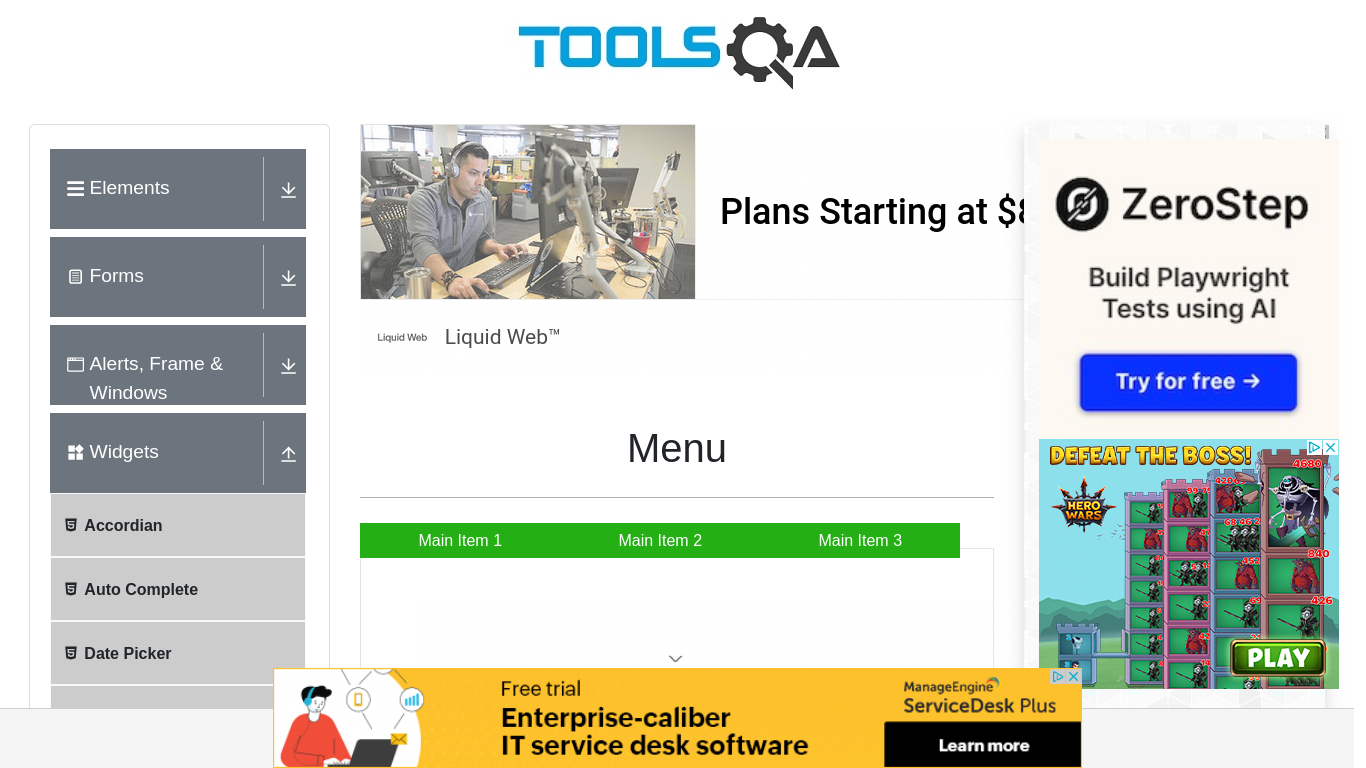 TOOLSQA
Elements
Forms
Alerts, Frame &
Windows
Widgets
Accordian
Auto Complete
Date Picker
Plans Starting at $
Liquid Web
Liquid Web™
Menu
Main Item 1
Main Item 2
Main Item 3
ZeroStep
Build Playwright
Tests using AI
Try for free →
DEFEAT THE BOSS!
HERO
WARS
4680
840
426
PLAY
Free trial
Enterprise-caliber
IT service desk software
ManageEngine
ServiceDesk Plus
Learn more